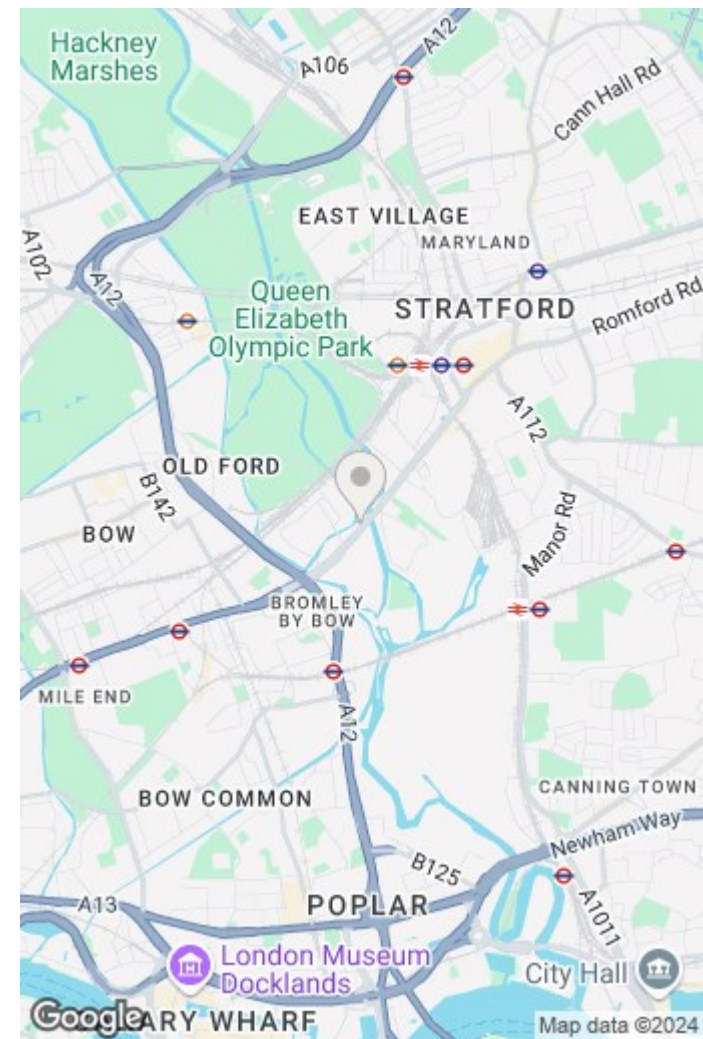 Hackney
Marshes
A106
A12
Cann Hall Rd
EAST VILLAGE
MARYLAND
A102
A12
Queen
Elizabeth
Olympic Park
STRATFORD
Romford Rd
A112
OLD FORD
B142
BOW
Manor Rd
BROMLEY
BY BOW
MILE END
A12
BOW COMMON
CANNING TOWN
Newham Way
B125
A13
POPLAR
A1011
London Museum
Docklands
City Hall
Google
ARY WHARF
Map data ©2024